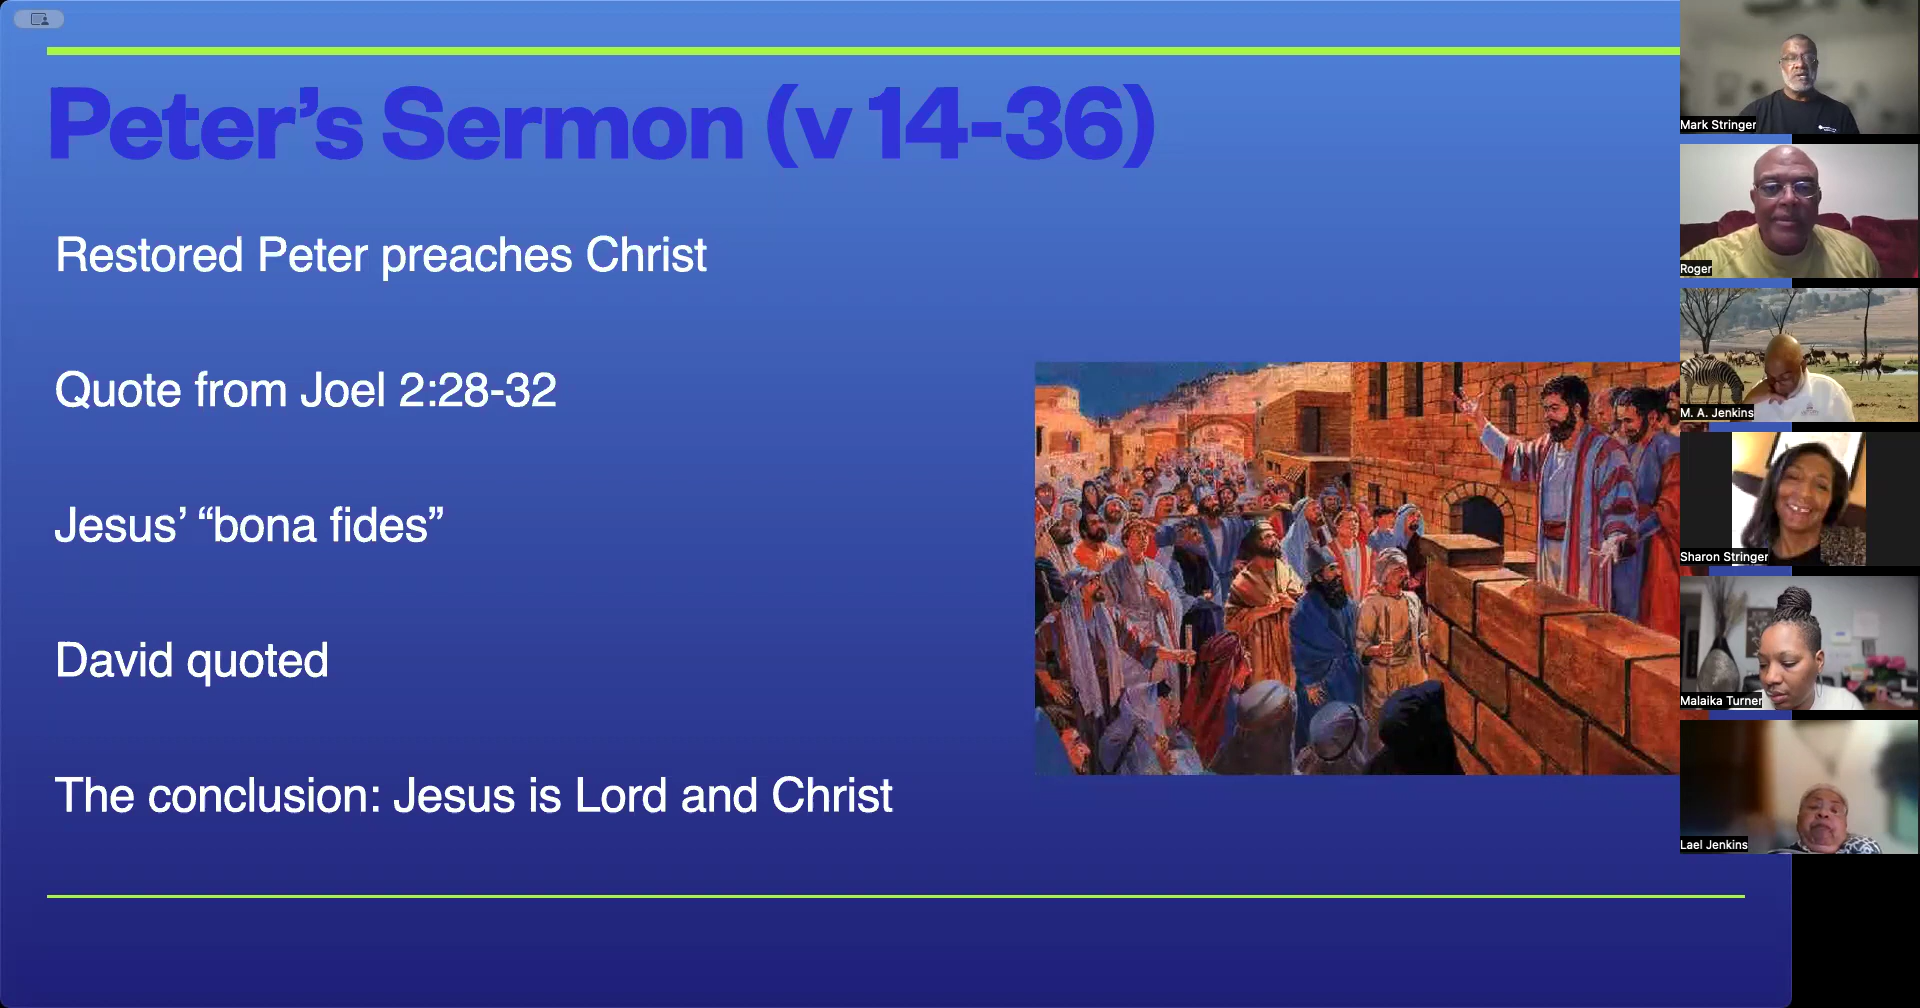 Peter’s Sermon (v 14-36)
Restored Peter preaches Christ
Quote from Joel 2:28-32
Jesus’ “bona fides”
David quoted
The conclusion: Jesus is Lord and Christ
Mark Stringer
Roger
M. A. Jenkins
Sharon Stringer
Malaika Turner
Lael Jenkins